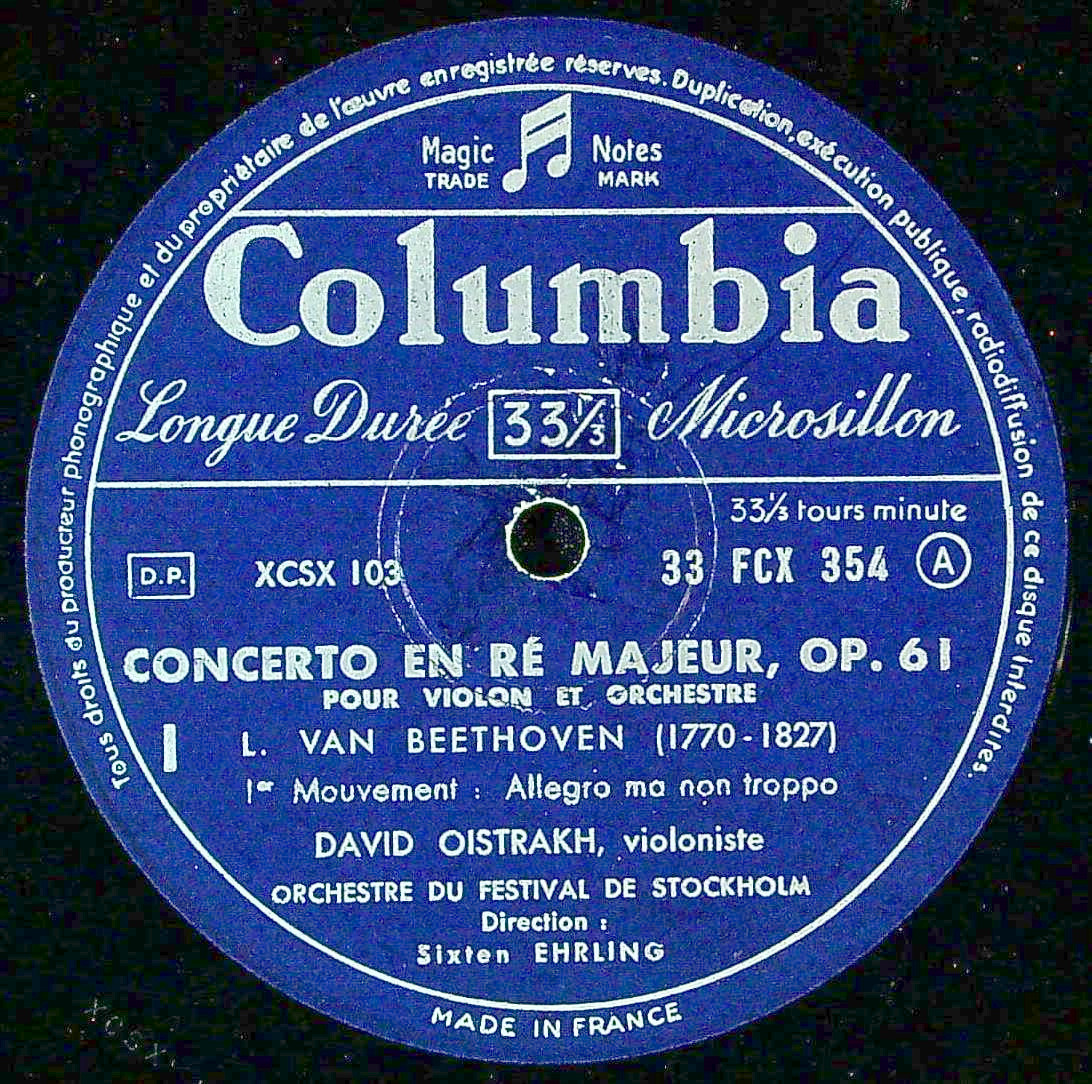 Tous droits du producteur phonographique et du propriétaire de l'œuvre enregistrée réserves. Duplication, exécution publique, radiodiffusion de ce disque interdites.
Magic Notes
TRADE MARK
Columbia
Longue Durée 33⅓ Microsillon
33⅓ tours minute
D.P. XCSX 103 33 FCX 354 A
CONCERTO EN RÉ MAJEUR, OP. 61
POUR VIOLON ET ORCHESTRE
I L. VAN BEETHOVEN (1770-1827)
1er Mouvement : Allegro ma non troppo
DAVID OISTRAKH, violoniste
ORCHESTRE DU FESTIVAL DE STOCKHOLM
Direction :
Sixten EHRLING
MADE IN FRANCE
XCSX